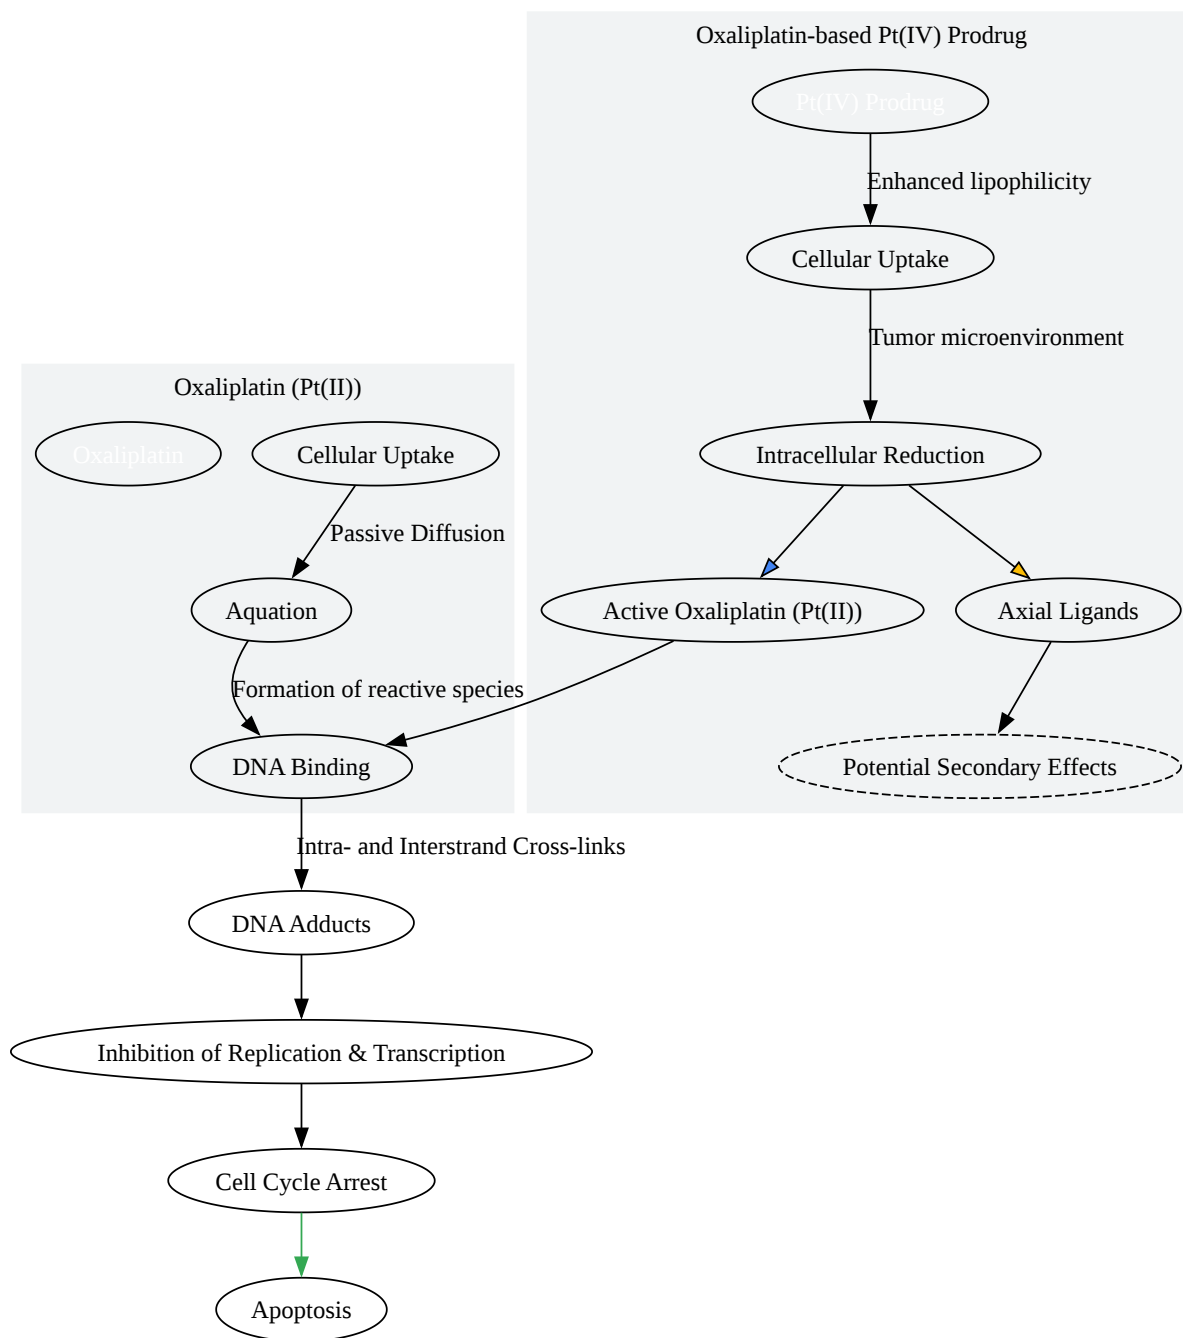 Oxaliplatin-based Pt(IV) Prodrug
Pt(IV) Prodrug
Enhanced lipophilicity
Cellular Uptake
Tumor microenvironment
Oxaliplatin (Pt(II))
Oxaliplatin
Cellular Uptake
Intracellular Reduction
Passive Diffusion
Aquation
Active Oxaliplatin (Pt(II))
Axial Ligands
Formation of reactive species
DNA Binding
Potential Secondary Effects
Intra- and Interstrand Cross-links
DNA Adducts
Inhibition of Replication & Transcription
Cell Cycle Arrest
Apoptosis